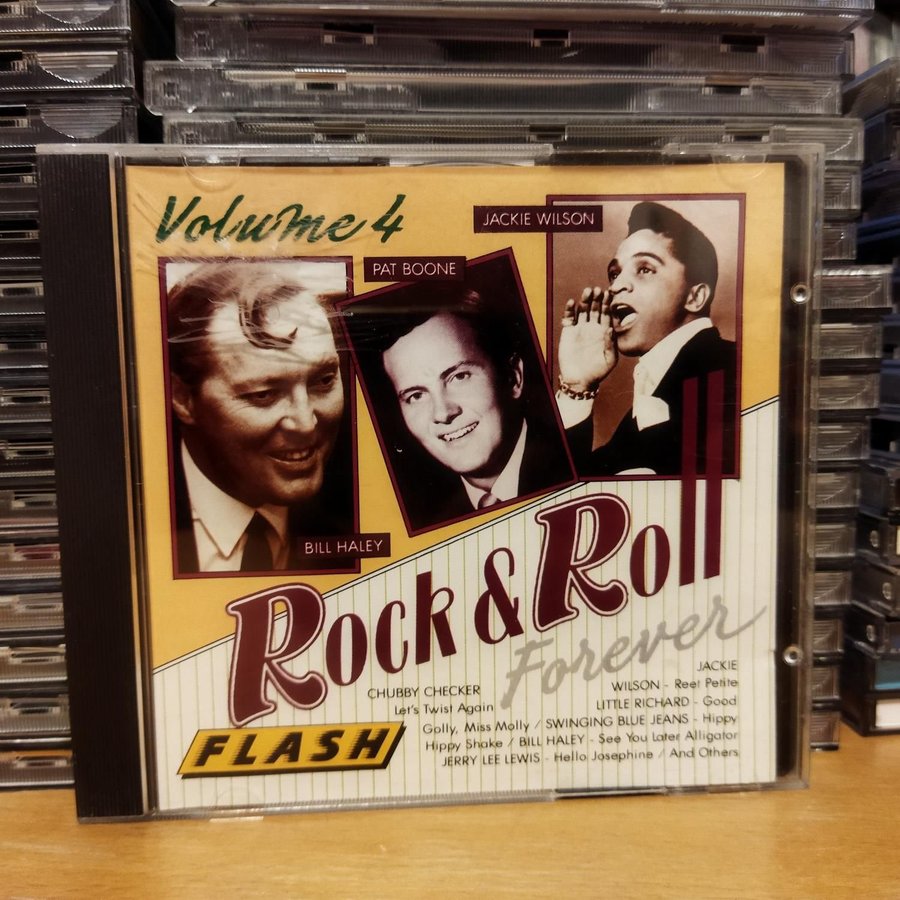 Volume 4
JACKIE WILSON
PAT BOONE
BILL HALEY
Rock & Roll
Forever
CHUBBY CHECKER
Let's Twist Again
JACKIE
WILSON - Reet Petite
LITTLE RICHARD - Good
Golly, Miss Molly / SWINGING BLUE JEANS - Hippy
Hippy Shake / BILL HALEY - See You Later Alligator
JERRY LEE LEWIS - Hello Josephine / And Others
FLASH